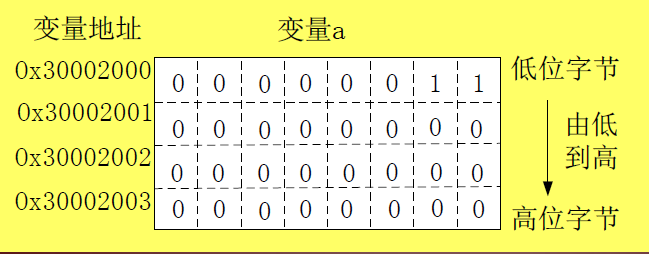 变量地址 变量a
0x30002000 0 0 0 0 0 0 1 1 低位字节
0x30002001 0 0 0 0 0 0 0 0 由低
0x30002002 0 0 0 0 0 0 0 0 到高
0x30002003 0 0 0 0 0 0 0 0 高位字节